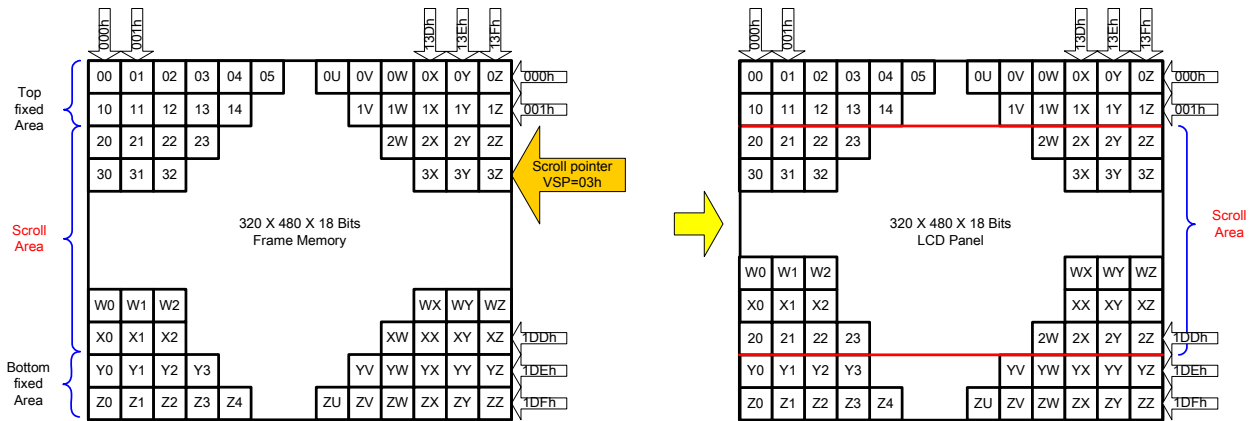 000h 001h 13Dh 13Eh 13Fh
00 01 02 03 04 05 0U 0V 0W 0X 0Y 0Z 000h
10 11 12 13 14 1V 1W 1X 1Y 1Z 001h
20 21 22 23 2W 2X 2Y 2Z
30 31 32 3X 3Y 3Z
Top
fixed
Area
Scroll pointer
VSP=03h
320 X 480 X 18 Bits
Frame Memory
Scroll
Area
W0 W1 W2 WX WY WZ
X0 X1 X2 XW XX XY XZ 1DDh
Y0 Y1 Y2 Y3 YV YW YX YY YZ 1DEh
Z0 Z1 Z2 Z3 Z4 ZU ZV ZW ZX ZY ZZ 1DFh
Bottom
fixed
Area
000h 001h 13Dh 13Eh 13Fh
00 01 02 03 04 05 0U 0V 0W 0X 0Y 0Z 000h
10 11 12 13 14 1V 1W 1X 1Y 1Z 001h
20 21 22 23 2W 2X 2Y 2Z
30 31 32 3X 3Y 3Z
320 X 480 X 18 Bits
LCD Panel
Scroll
Area
W0 W1 W2 WX WY WZ
X0 X1 X2 XX XY XZ
20 21 22 23 2W 2X 2Y 2Z 1DDh
Y0 Y1 Y2 Y3 YV YW YX YY YZ 1DEh
Z0 Z1 Z2 Z3 Z4 ZU ZV ZW ZX ZY ZZ 1DFh